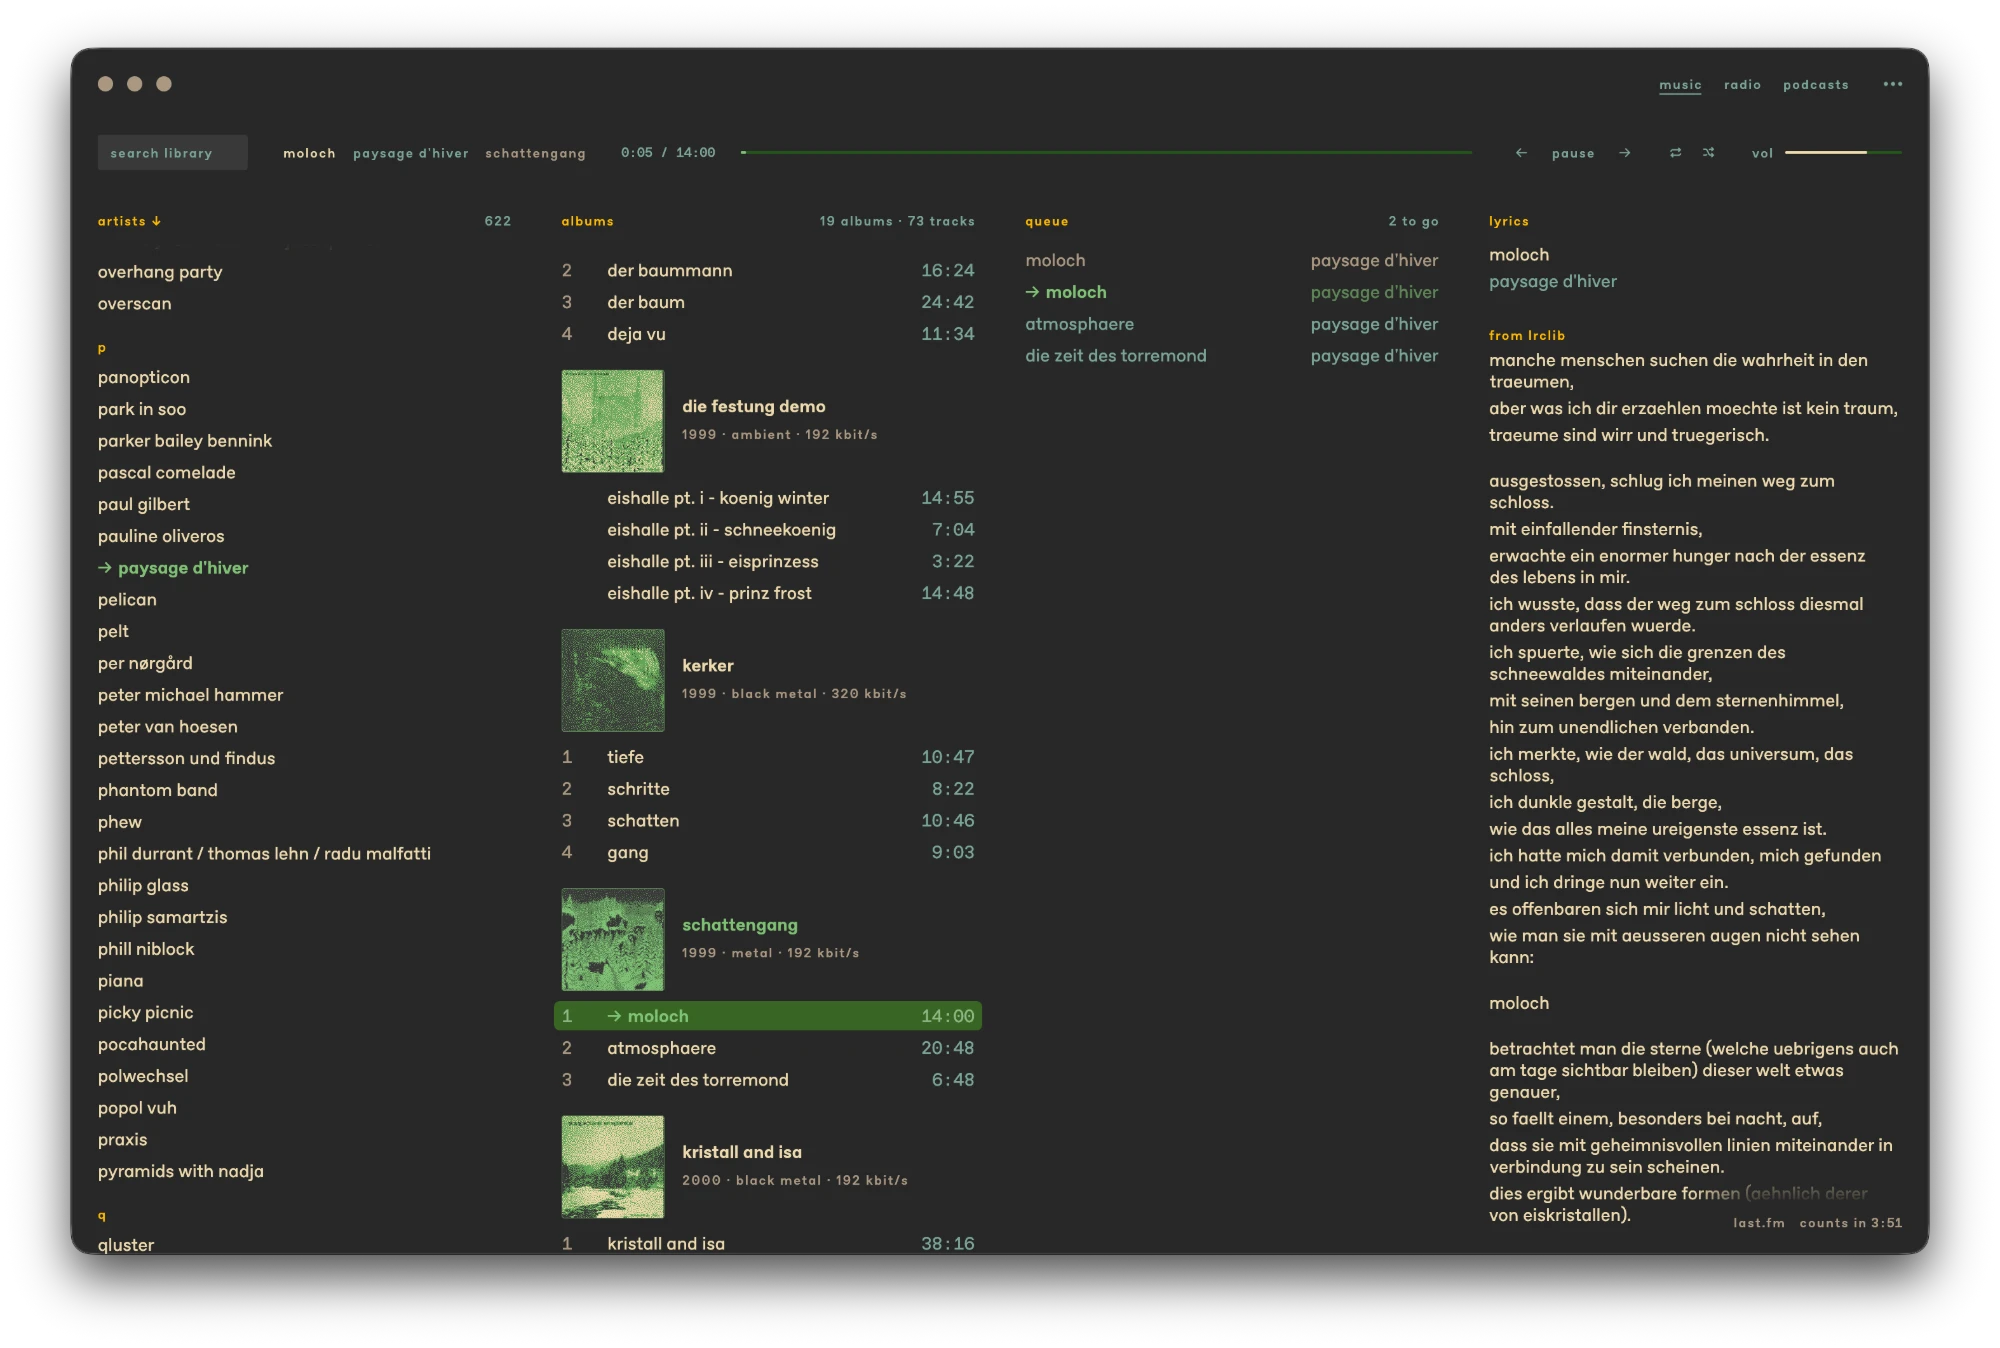 music radio podcasts •••
search library moloch paysage d'hiver schattengang 0:05 / 14:00 ← pause → vol
artists ↓ 622
overhang party
overscan
p
panopticon
park in soo
parker bailey bennink
pascal comelade
paul gilbert
pauline oliveros
→ paysage d'hiver
pelican
pelt
per nørgård
peter michael hammer
peter van hoesen
pettersson und findus
phantom band
phew
phil durrant / thomas lehn / radu malfatti
philip glass
philip samartzis
phill niblock
piana
picky picnic
pocahaunted
polwechsel
popol vuh
praxis
pyramids with nadja
q
qluster
albums 19 albums · 73 tracks
2 der baummann 16:24
3 der baum 24:42
4 deja vu 11:34
die festung demo
1999 · ambient · 192 kbit/s
eishalle pt. i - koenig winter 14:55
eishalle pt. ii - schneekoenig 7:04
eishalle pt. iii - eisprinzess 3:22
eishalle pt. iv - prinz frost 14:48
kerker
1999 · black metal · 320 kbit/s
1 tiefe 10:47
2 schritte 8:22
3 schatten 10:46
4 gang 9:03
schattengang
1999 · metal · 192 kbit/s
1 → moloch 14:00
2 atmosphaere 20:48
3 die zeit des torremond 6:48
kristall and isa
2000 · black metal · 192 kbit/s
1 kristall and isa 38:16
queue 2 to go
moloch paysage d'hiver
→ moloch paysage d'hiver
atmosphaere paysage d'hiver
die zeit des torremond paysage d'hiver
lyrics
moloch
paysage d'hiver
from lrclib
manche menschen suchen die wahrheit in den
traeumen,
aber was ich dir erzaehlen moechte ist kein traum,
traeume sind wirr und truegerisch.
ausgestossen, schlug ich meinen weg zum
schloss.
mit einfallender finsternis,
erwachte ein enormer hunger nach der essenz
des lebens in mir.
ich wusste, dass der weg zum schloss diesmal
anders verlaufen wuerde.
ich spuerte, wie sich die grenzen des
schneewaldes miteinander,
mit seinen bergen und dem sternenhimmel,
hin zum unendlichen verbanden.
ich merkte, wie der wald, das universum, das
schloss,
ich dunkle gestalt, die berge,
wie das alles meine ureigenste essenz ist.
ich hatte mich damit verbunden, mich gefunden
und ich dringe nun weiter ein.
es offenbaren sich mir licht und schatten,
wie man sie mit aeusseren augen nicht sehen
kann:
moloch
betrachtet man die sterne (welche uebrigens auch
am tage sichtbar bleiben) dieser welt etwas
genauer,
so faellt einem, besonders bei nacht, auf,
dass sie mit geheimnisvollen linien miteinander in
verbindung zu sein scheinen.
dies ergibt wunderbare formen (aehnlich derer
von eiskristallen).
last.fm counts in 3:51